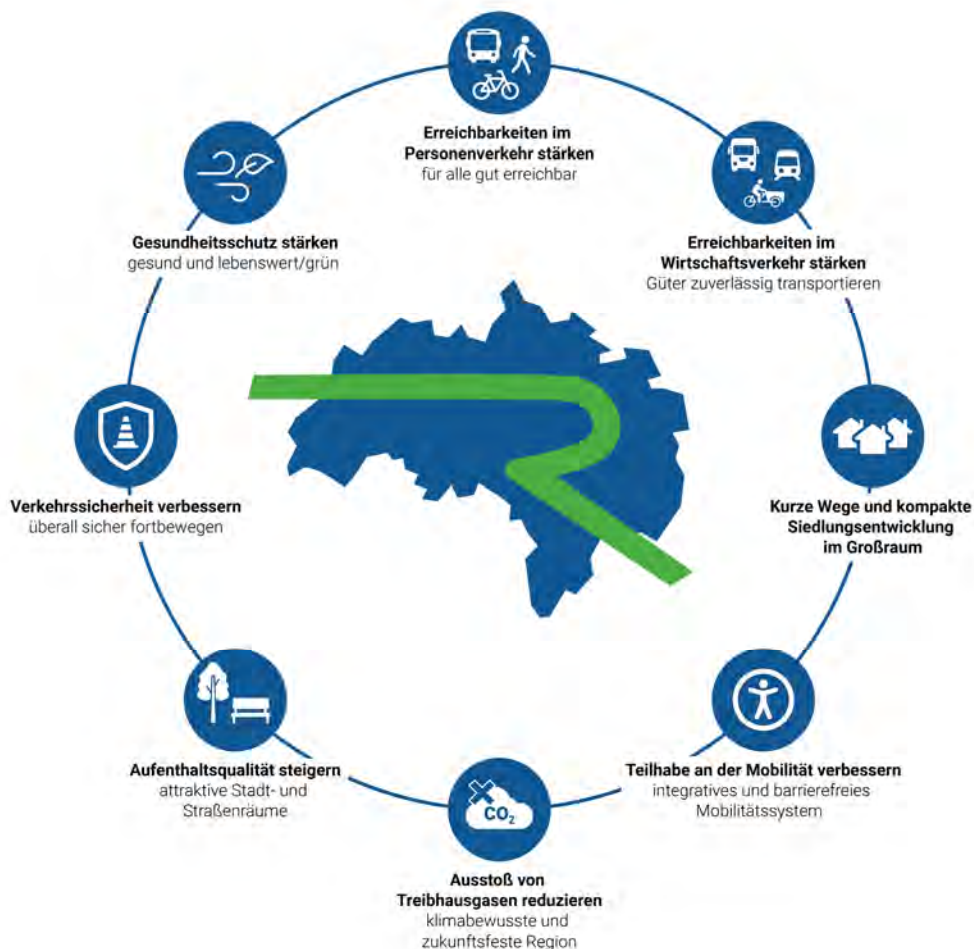 Erreichbarkeiten im
Personenverkehr stärken
für alle gut erreichbar
Erreichbarkeiten im
Wirtschaftsverkehr stärken
Güter zuverlässig transportieren
Kurze Wege und kompakte
Siedlungsentwicklung
im Großraum
Teilhabe an der Mobilität verbessern
integratives und barrierefreies
Mobilitätssystem
CO₂
Ausstoß von
Treibhausgasen reduzieren
klimabewusste und
zukunftsfeste Region
Aufenthaltsqualität steigern
attraktive Stadt- und
Straßenräume
Verkehrssicherheit verbessern
überall sicher fortbewegen
Gesundheitsschutz stärken
gesund und lebenswert/grün